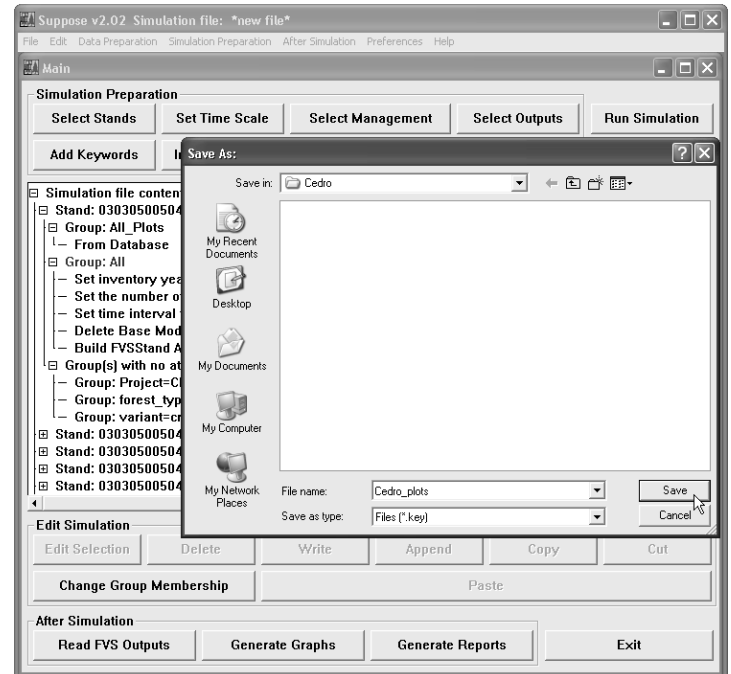 Suppose v2.02 Simulation file: *new file*
File Edit Data Preparation Simulation Preparation After Simulation Preferences Help
Main
Simulation Preparation
Select Stands Set Time Scale Select Management Select Outputs Run Simulation
Add Keywords
Save As:
Save in: Cedro
Simulation file conten
Stand: 03030500504
Group: All_Plots
From Database
Group: All
Set inventory yea
Set the number o
Set time interval
Delete Base Mod
Build FVSStand A
Group(s) with no at
Group: Project=C
Group: forest_typ
Group: variant=cr
Stand: 03030500504
Stand: 03030500504
Stand: 03030500504
Stand: 03030500504
My Recent
Documents
Desktop
My Documents
My Computer
My Network
Places
File name: Cedro_plots Save
Save as type: Files (*.key) Cancel
Edit Simulation
Edit Selection Delete Write Append Copy Cut
Change Group Membership Paste
After Simulation
Read FVS Outputs Generate Graphs Generate Reports Exit